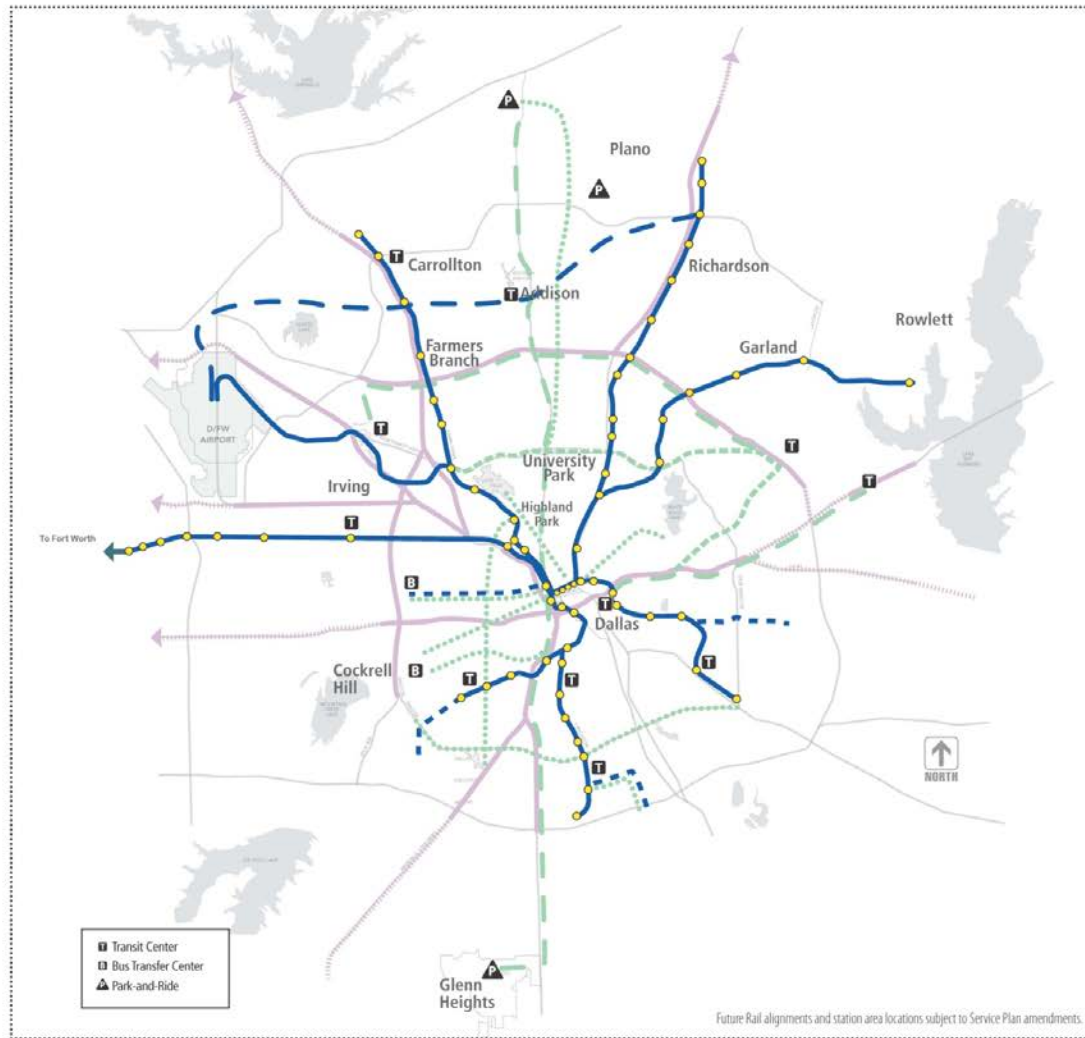 P
Plano
P
T
Carrollton
Richardson
T
Addison
Rowlett
Farmers
Branch
Garland
D/FW
AIRPORT
T
T
University
Park
T
Irving
Highland
Park
To Fort Worth
T
B
T
Dallas
Cockrell
Hill
B
T
T
T
T
NORTH
T Transit Center
B Bus Transfer Center
P Park-and-Ride
P
Glenn
Heights
Future Rail alignments and station area locations subject to Service Plan amendments.